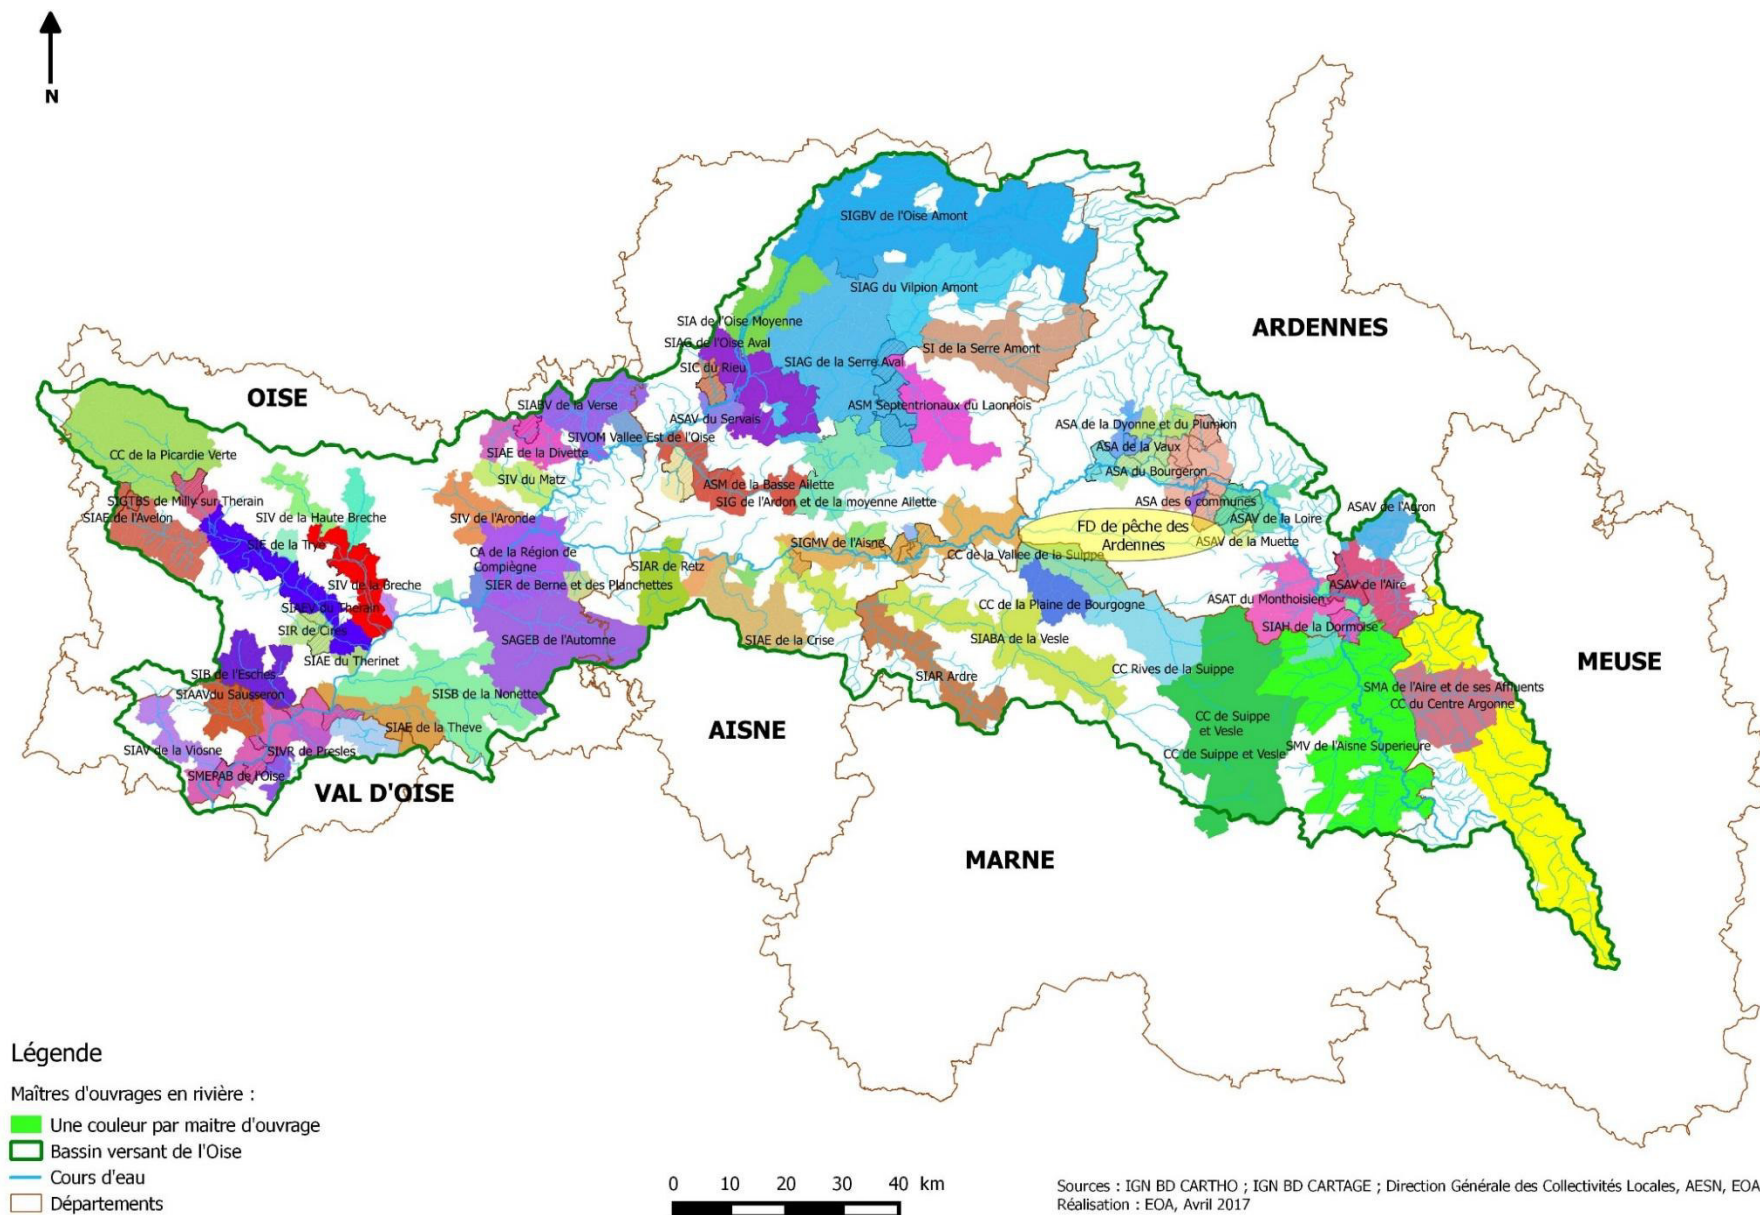 N
SIGBV de l'Oise Amont
SIAG du Vilpion Amont
SIA de l'Oise Moyenne
ARDENNES
SIAG de l'Oise Aval
SI de la Serre Amont
SIAG de la Serre Aval
SIC du Rieu
OISE
SIABV de la Verse
ASM Septentrionaux du Laonnois
ASAV du Servais
ASA de la Dyonne et du Plumion
SIVOM Vallee Est de l'Oise
ASA de la Vaux
SIAE de la Divette
CC de la Picardie Verte
ASA du Bourgeron
SIV du Matz
ASM de la Basse Ailette
SIGTBS de Milly sur Therain
SIG de l'Ardon et de la moyenne Ailette
ASA des 6 communes
ASAV de l'Agron
SIAE de l'Avelon
SIV de la Haute Breche
SIV de l'Aronde
ASAV de la Loire
FD de pêche des
Ardennes
SIE de la Trye
SIGMV de l'Aisne
ASAV de la Muette
CA de la Région de
Compiègne
CC de la Vallee de la Suippe
SIV de la Breche
SIER de Berne et des Planchettes
SIAR de Retz
ASAV de l'Aire
SIAEV du Therain
CC de la Plaine de Bourgogne
ASAT du Monthoisien
SIR de Cires
SAGEB de l'Automne
SIAE de la Crise
SIABA de la Vesle
SIAH de la Dormoise
SIAE du Therinet
MEUSE
SIB de l'Esches
CC Rives de la Suippe
SIAR Ardre
SIAAVdu Sausseron
SISB de la Nonette
SMA de l'Aire et de ses Affluents
CC du Centre Argonne
CC de Suippe
et Vesle
SIAE de la Theve
AISNE
SIAV de la Viosne
SIVR de Presles
SMV de l'Aisne Superieure
CC de Suippe et Vesle
SMERAB de l'Oise
VAL D'OISE
MARNE
Légende
Maîtres d'ouvrages en rivière :
Une couleur par maitre d'ouvrage
Bassin versant de l'Oise
Cours d'eau
Départements
0 10 20 30 40 km
Sources : IGN BD CARTHO ; IGN BD CARTAGE ; Direction Générale des Collectivités Locales, AESN, EOA
Réalisation : EOA, Avril 2017